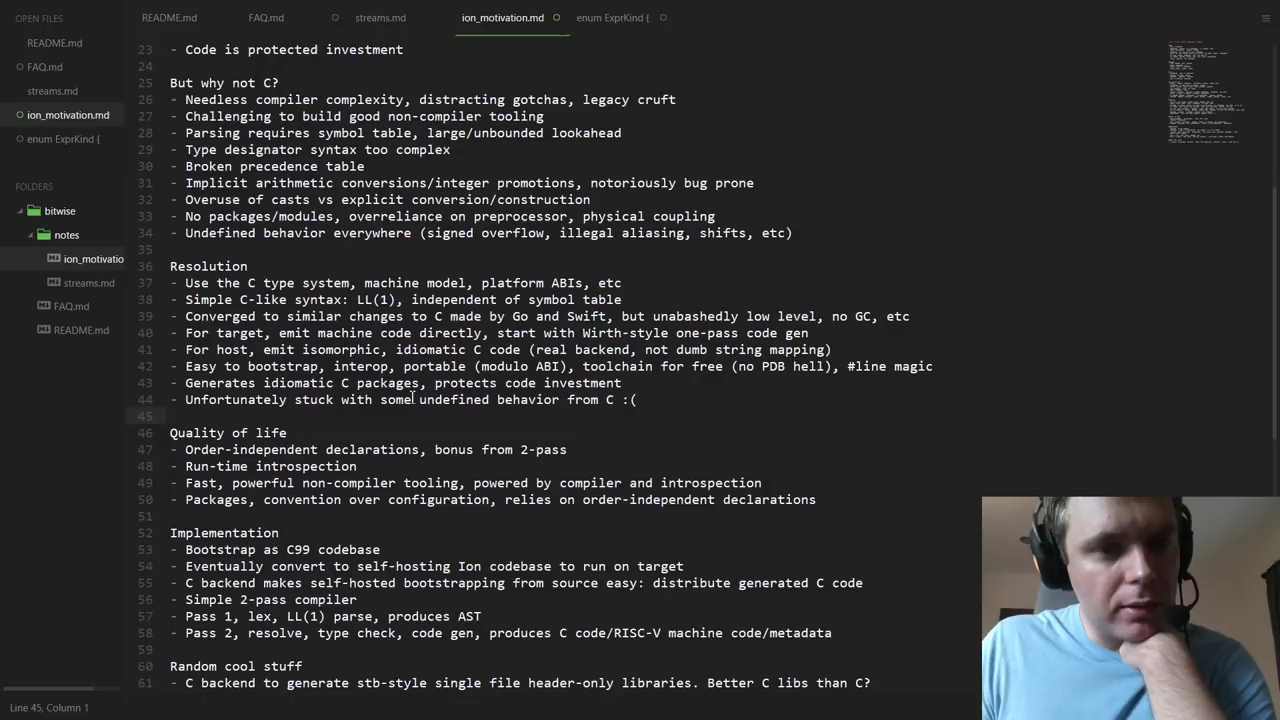 OPEN FILES
README.md
FAQ.md
streams.md
ion_motivation.md
enum ExprKind {
FOLDERS
bitwise
notes
ion_motivatio
streams.md
FAQ.md
README.md
README.md
FAQ.md
streams.md
ion_motivation.md
enum ExprKind {
23 - Code is protected investment
24
25 But why not C?
26 - Needless compiler complexity, distracting gotchas, legacy cruft
27 - Challenging to build good non-compiler tooling
28 - Parsing requires symbol table, large/unbounded lookahead
29 - Type designator syntax too complex
30 - Broken precedence table
31 - Implicit arithmetic conversions/integer promotions, notoriously bug prone
32 - Overuse of casts vs explicit conversion/construction
33 - No packages/modules, overreliance on preprocessor, physical coupling
34 - Undefined behavior everywhere (signed overflow, illegal aliasing, shifts, etc)
35
36 Resolution
37 - Use the C type system, machine model, platform ABIs, etc
38 - Simple C-like syntax: LL(1), independent of symbol table
39 - Converged to similar changes to C made by Go and Swift, but unabashedly low level, no GC, etc
40 - For target, emit machine code directly, start with Wirth-style one-pass code gen
41 - For host, emit isomorphic, idiomatic C code (real backend, not dumb string mapping)
42 - Easy to bootstrap, interop, portable (modulo ABI), toolchain for free (no PDB hell), #line magic
43 - Generates idiomatic C packages, protects code investment
44 - Unfortunately stuck with some undefined behavior from C :(
45
46 Quality of life
47 - Order-independent declarations, bonus from 2-pass
48 - Run-time introspection
49 - Fast, powerful non-compiler tooling, powered by compiler and introspection
50 - Packages, convention over configuration, relies on order-independent declarations
51
52 Implementation
53 - Bootstrap as C99 codebase
54 - Eventually convert to self-hosting Ion codebase to run on target
55 - C backend makes self-hosted bootstrapping from source easy: distribute generated C code
56 - Simple 2-pass compiler
57 - Pass 1, lex, LL(1) parse, produces AST
58 - Pass 2, resolve, type check, code gen, produces C code/RISC-V machine code/metadata
59
60 Random cool stuff
61 - C backend to generate stb-style single file header-only libraries. Better C libs than C?
Line 45, Column 1